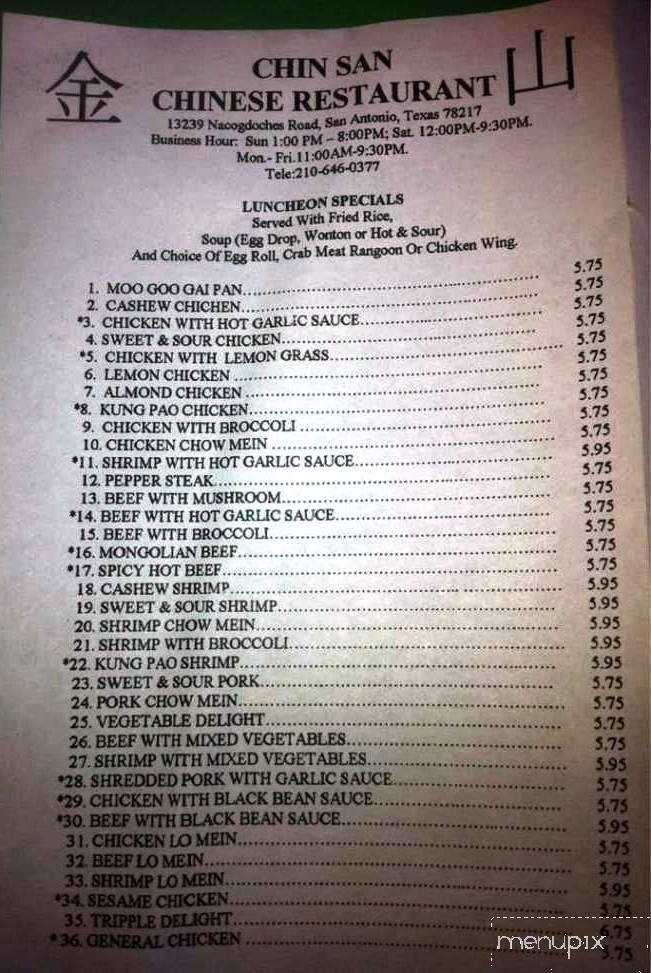 金 山
CHIN SAN
CHINESE RESTAURANT
13239 Nacogdoches Road, San Antonio, Texas 78217
Business Hour: Sun 1:00 PM – 8:00PM; Sat. 12:00PM-9:30PM.
Mon.- Fri.11:00AM-9:30PM.
Tele:210-646-0377
LUNCHEON SPECIALS
Served With Fried Rice,
Soup (Egg Drop, Wonton or Hot & Sour)
And Choice Of Egg Roll, Crab Meat Rangoon Or Chicken Wing.
1. MOO GOO GAI PAN 5.75
2. CASHEW CHICHEN 5.75
*3. CHICKEN WITH HOT GARLIC SAUCE 5.75
4. SWEET & SOUR CHICKEN 5.75
*5. CHICKEN WITH LEMON GRASS 5.75
6. LEMON CHICKEN 5.75
7. ALMOND CHICKEN 5.75
*8. KUNG PAO CHICKEN 5.75
9. CHICKEN WITH BROCCOLI 5.75
10. CHICKEN CHOW MEIN 5.75
*11. SHRIMP WITH HOT GARLIC SAUCE 5.95
12. PEPPER STEAK 5.75
13. BEEF WITH MUSHROOM 5.75
*14. BEEF WITH HOT GARLIC SAUCE 5.75
15. BEEF WITH BROCCOLI 5.75
*16. MONGOLIAN BEEF 5.75
*17. SPICY HOT BEEF 5.75
18. CASHEW SHRIMP 5.95
19. SWEET & SOUR SHRIMP 5.95
20. SHRIMP CHOW MEIN 5.95
21. SHRIMP WITH BROCCOLI 5.95
*22. KUNG PAO SHRIMP 5.95
23. SWEET & SOUR PORK 5.75
24. PORK CHOW MEIN 5.75
25. VEGETABLE DELIGHT 5.75
26. BEEF WITH MIXED VEGETABLES 5.75
27. SHRIMP WITH MIXED VEGETABLES 5.95
*28. SHREDDED PORK WITH GARLIC SAUCE 5.75
*29. CHICKEN WITH BLACK BEAN SAUCE 5.75
*30. BEEF WITH BLACK BEAN SAUCE 5.95
31. CHICKEN LO MEIN 5.75
32. BEEF LO MEIN 5.75
33. SHRIMP LO MEIN 5.95
*34. SESAME CHICKEN 5.75
35. TRIPPLE DELIGHT 6.75
*36. GENERAL CHICKEN 5.75
menupix